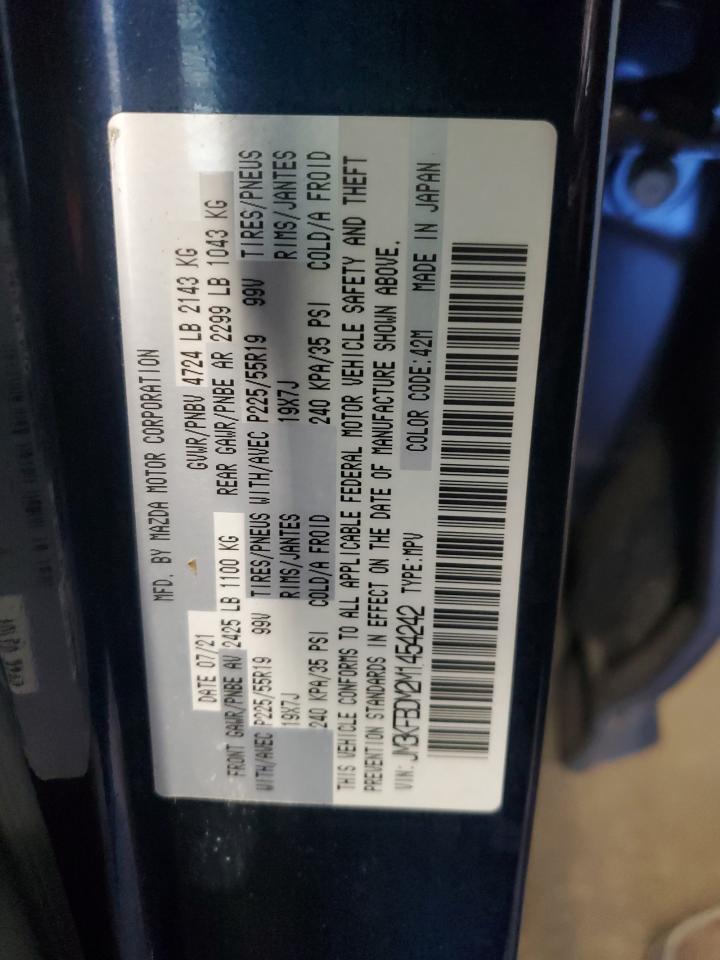 MFD. BY MAZDA MOTOR CORPORATION
DATE 07/21 GVWR/PNBV 4724 LB 2143 KG
FRONT GAWR/PNBE AV 2425 LB 1100 KG REAR GAWR/PNBE AR 2299 LB 1043 KG
WITH/AVEC P225/55R19 99V TIRES/PNEUS WITH/AVEC P225/55R19 99V TIRES/PNEUS
19X7J RIMS/JANTES 19X7J RIMS/JANTES
240 KPA/35 PSI COLD/A FROID 240 KPA/35 PSI COLD/A FROID
THIS VEHICLE CONFORMS TO ALL APPLICABLE FEDERAL MOTOR VEHICLE SAFETY AND THEFT
PREVENTION STANDARDS IN EFFECT ON THE DATE OF MANUFACTURE SHOWN ABOVE.
VIN: JM3KFBDM2M1454242 TYPE:MPV COLOR CODE:42M MADE IN JAPAN